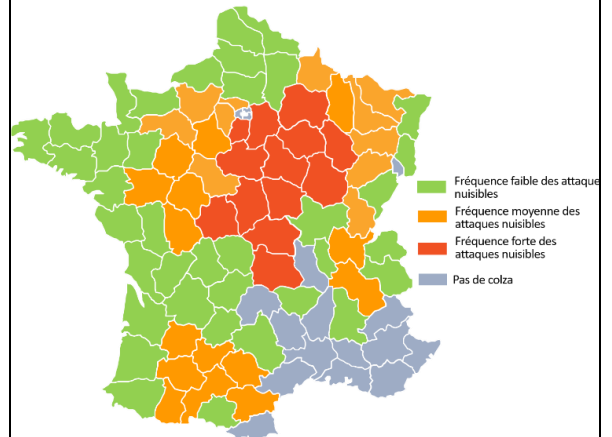 Fréquence faible des attaque
nuisibles
Fréquence moyenne des
attaques nuisibles
Fréquence forte des
attaques nuisibles
Pas de colza